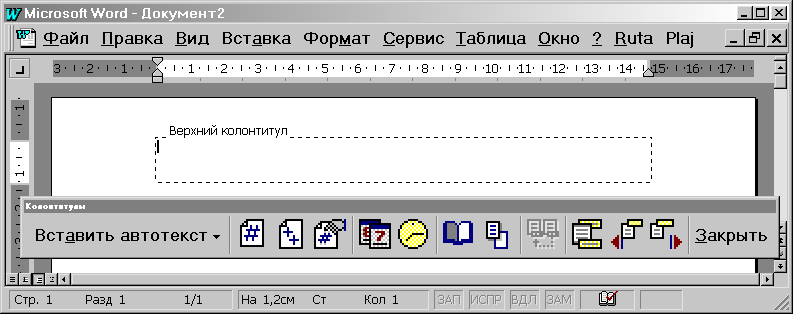 Microsoft Word - Документ2
Файл Правка Вид Вставка Формат Сервис Таблица Окно ? Ruta Plaj
3 2 1 1 2 3 4 5 6 7 8 9 10 11 12 13 14 15 16 17
Верхний колонтитул
Колонтитулы
Вставить автотекст Закрыть
Стр. 1 Разд 1 1/1 На 1,2см Ст Кол 1 ЗАП ИСПР ВДЛ ЗАМ